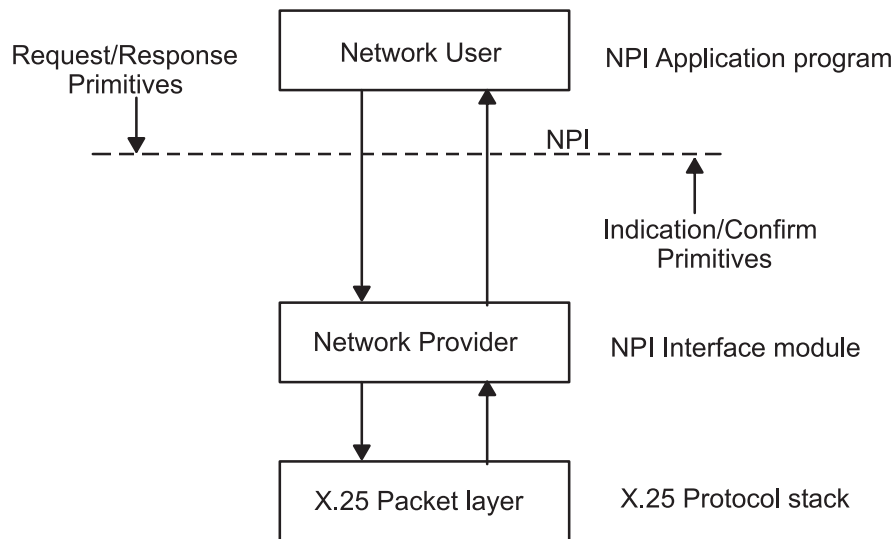 Network User
NPI Application program
Request/Response
Primitives
NPI
Indication/Confirm
Primitives
Network Provider
NPI Interface module
X.25 Packet layer
X.25 Protocol stack